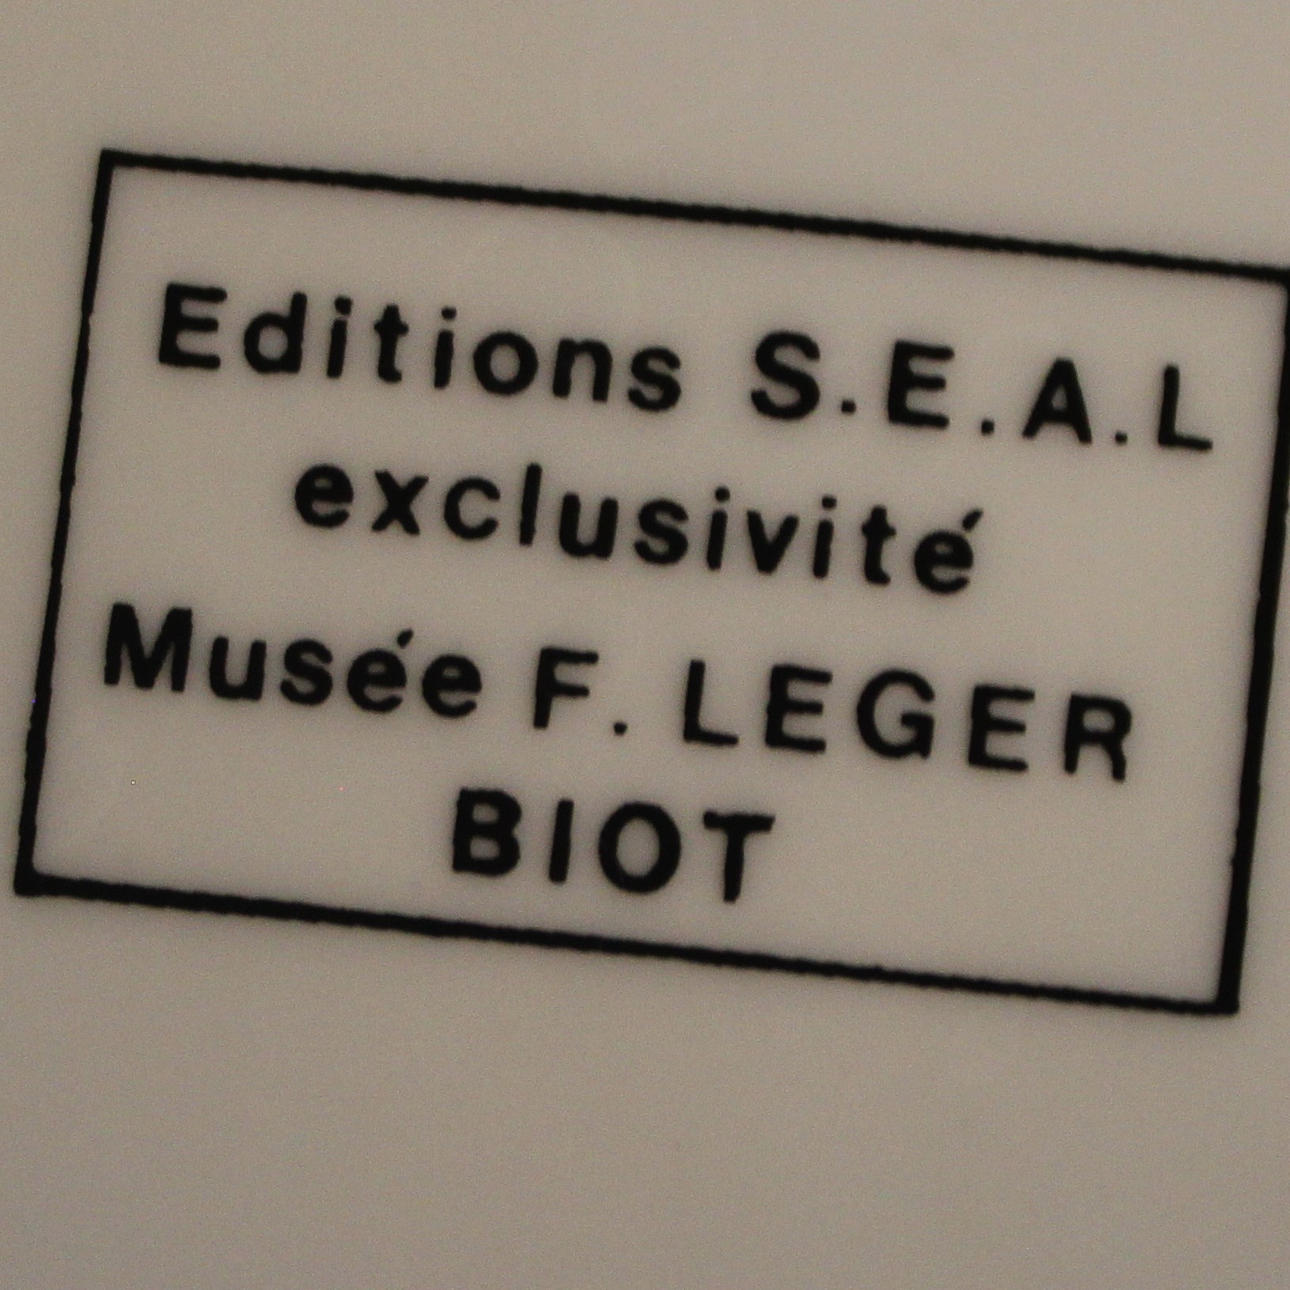 Editions S.E.A.L
exclusivité
Musée F. LEGER
BIOT